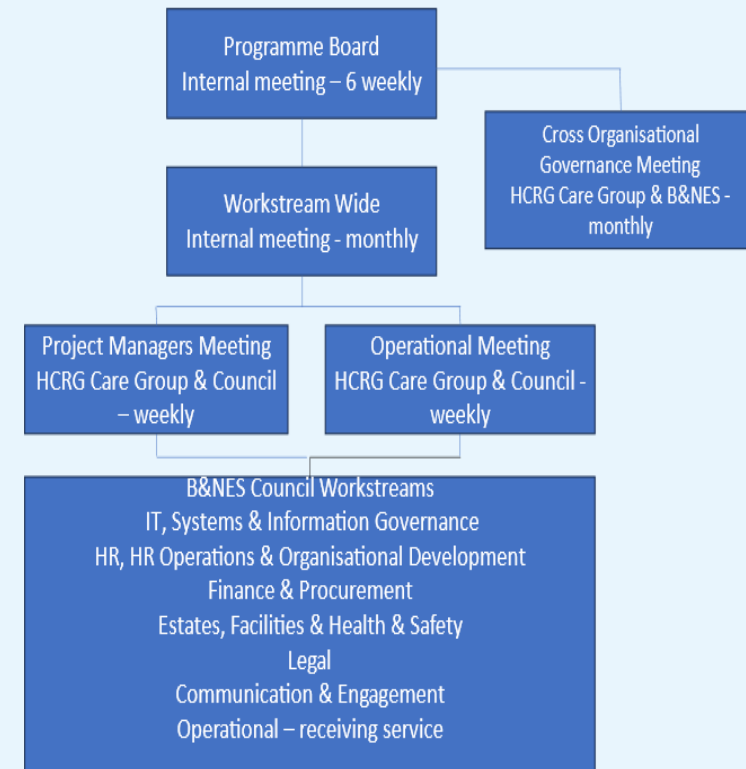 Programme Board
Internal meeting – 6 weekly
Cross Organisational
Governance Meeting
HCRG Care Group & B&NES -
monthly
Workstream Wide
Internal meeting - monthly
Project Managers Meeting
HCRG Care Group & Council
– weekly
Operational Meeting
HCRG Care Group & Council -
weekly
B&NES Council Workstreams
IT, Systems & Information Governance
HR, HR Operations & Organisational Development
Finance & Procurement
Estates, Facilities & Health & Safety
Legal
Communication & Engagement
Operational – receiving service